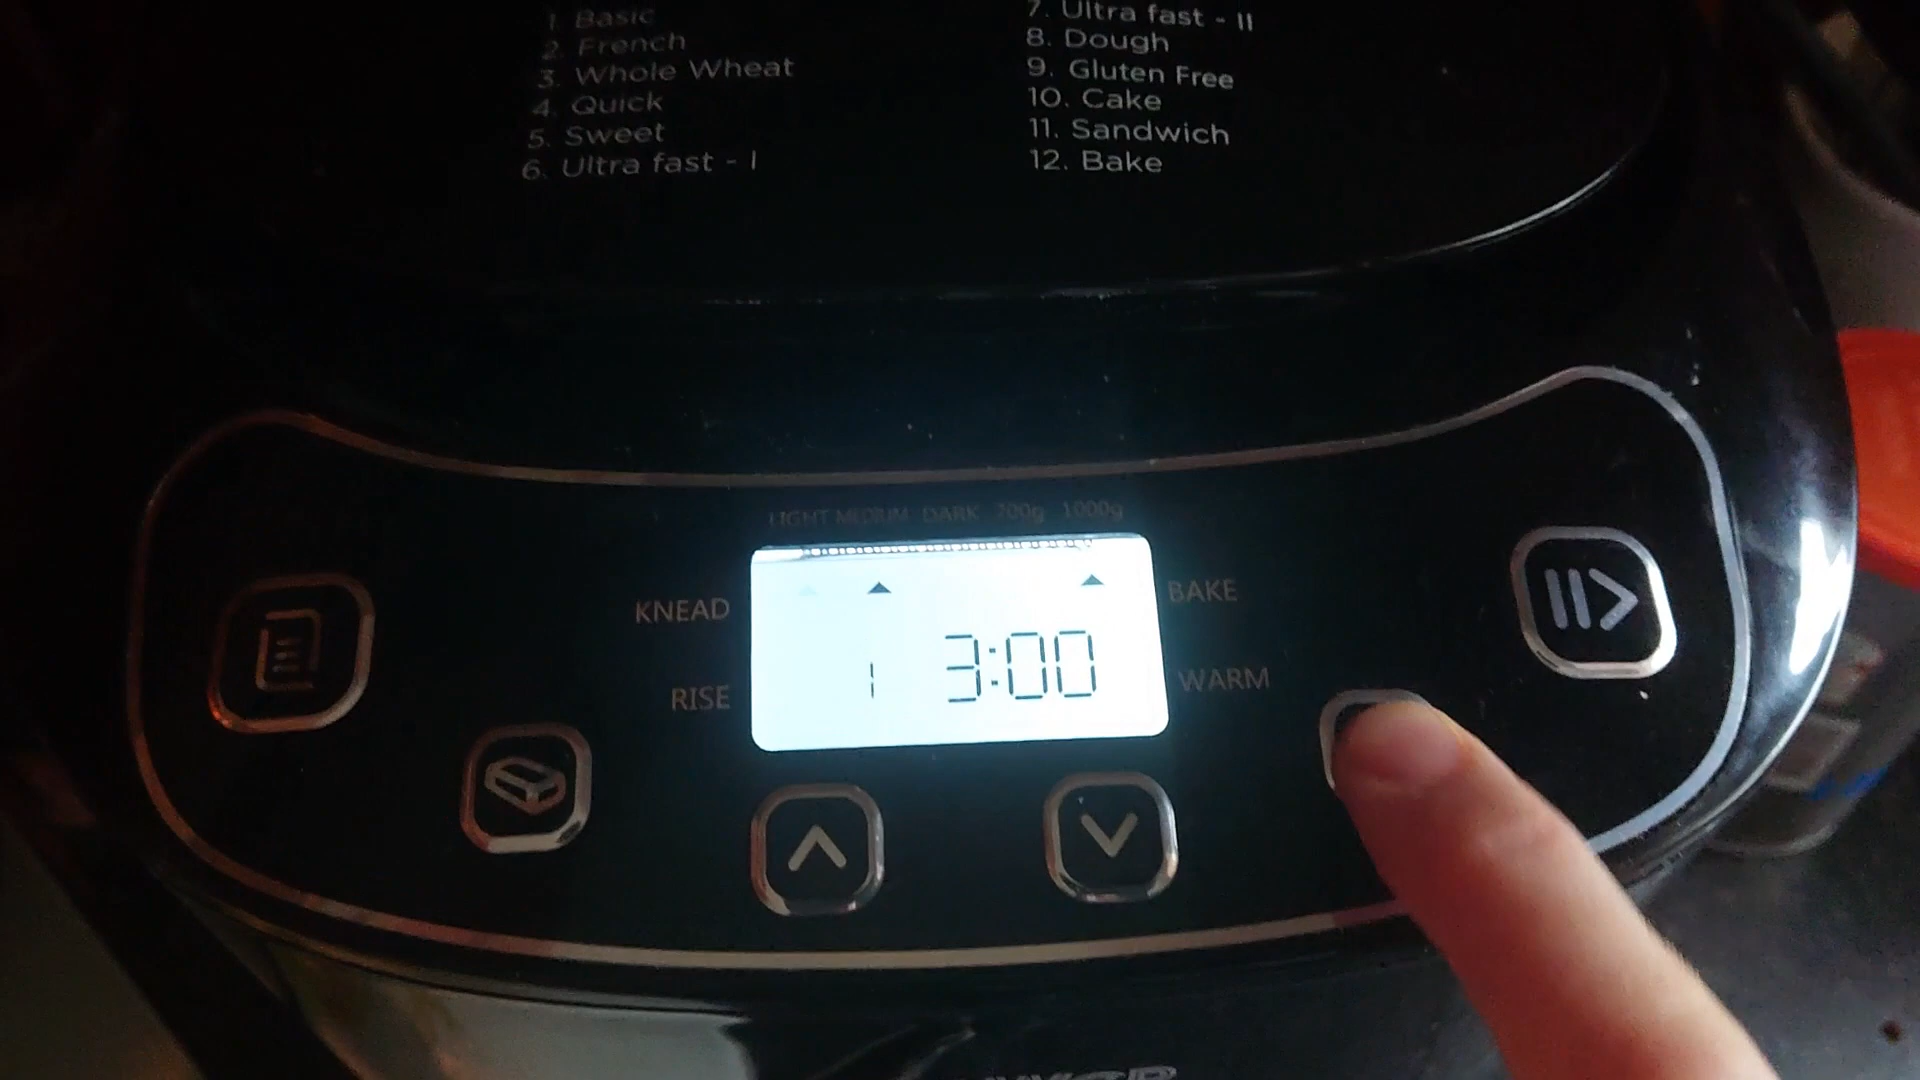 1. Basic
2. French
3. Whole Wheat
4. Quick
5. Sweet
6. Ultra fast - I
7. Ultra fast - II
8. Dough
9. Gluten Free
10. Cake
11. Sandwich
12. Bake
LIGHT MEDIUM DARK 700g 1000g
KNEAD
BAKE
1 3:00
RISE
WARM